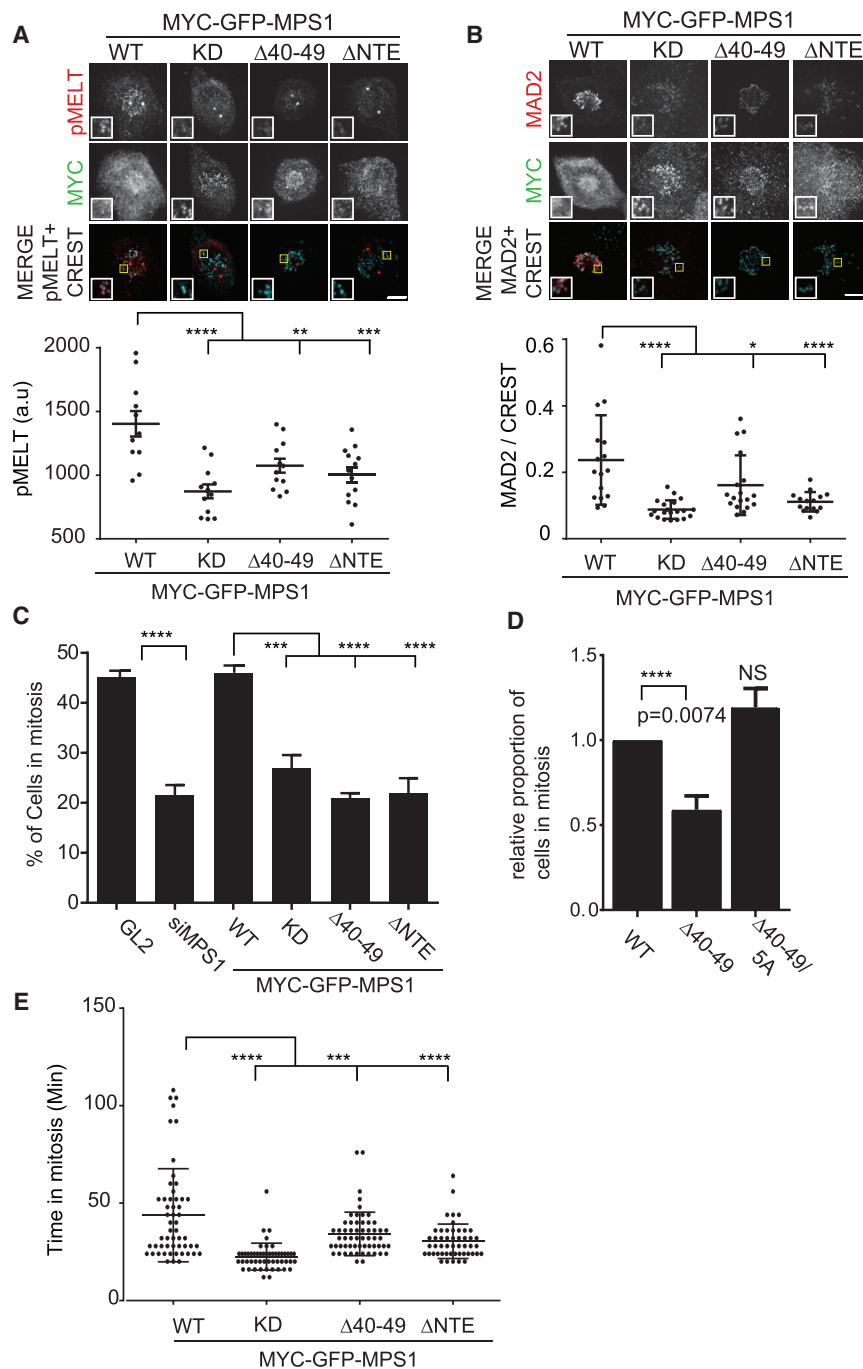 A
MYC-GFP-MPS1
WT KD Δ40-49 ΔNTE
pMELT
MYC
MERGE
pMELT+
CREST
**** ** ***
pMELT (a.u)
2000
1500
1000
500
WT KD Δ40-49 ΔNTE
MYC-GFP-MPS1
B
MYC-GFP-MPS1
WT KD Δ40-49 ΔNTE
MAD2
MYC
MERGE
MAD2+
CREST
**** * ****
MAD2 / CREST
0.6
0.4
0.2
0
WT KD Δ40-49 ΔNTE
MYC-GFP-MPS1
C
**** *** **** ****
% of Cells in mitosis
50
40
30
20
10
0
GL2 siMPS1 WT KD Δ40-49 ΔNTE
MYC-GFP-MPS1
D
**** NS
p=0.0074
relative proportion of
cells in mitosis
1.0
0.5
0.0
WT Δ40-49 Δ40-49/
5A
E
**** *** ****
Time in mitosis (Min)
150
100
50
0
WT KD Δ40-49 ΔNTE
MYC-GFP-MPS1